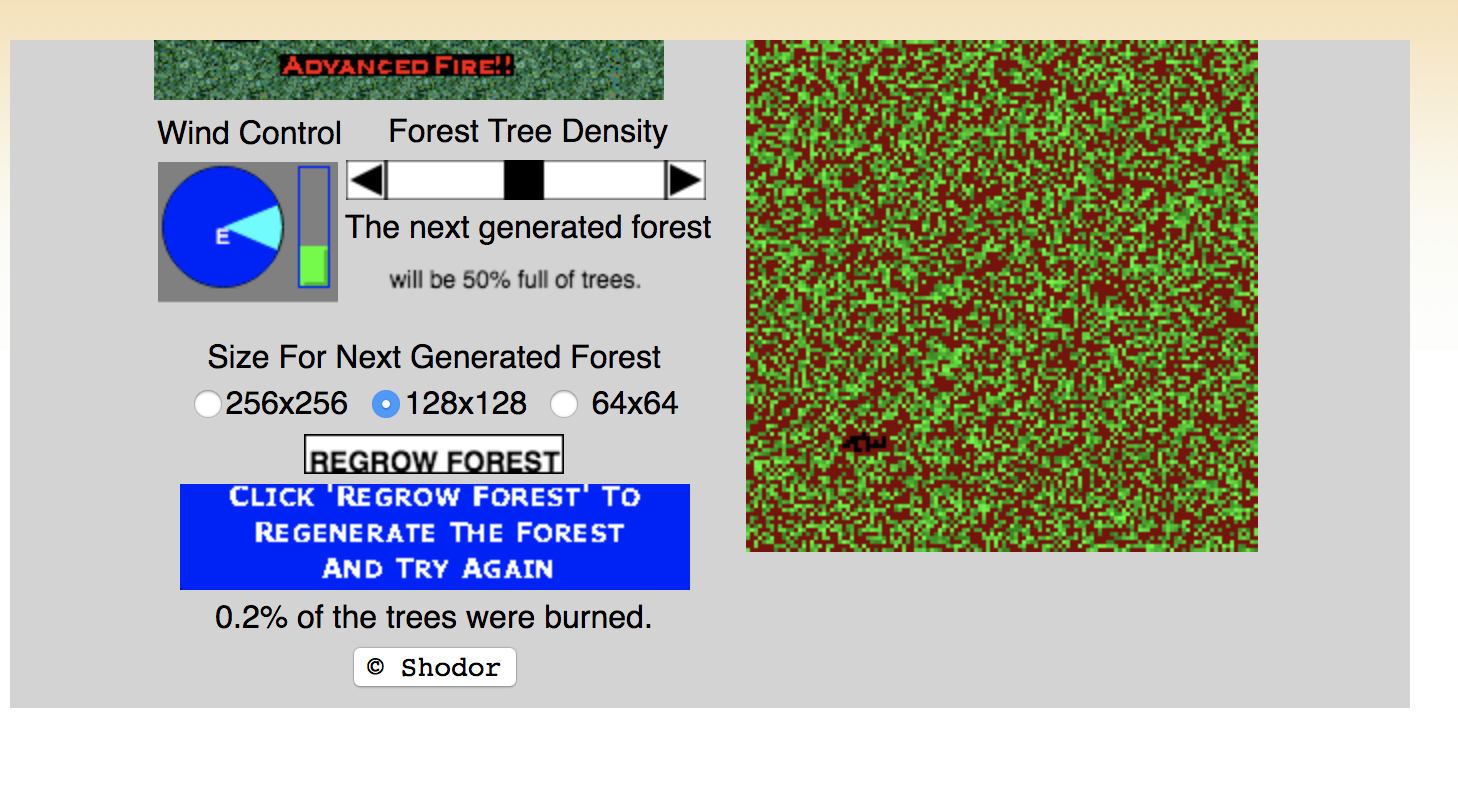 ADVANCED FIRE!!
Wind Control
Forest Tree Density
E
The next generated forest
will be 50% full of trees.
Size For Next Generated Forest
256x256 128x128 64x64
REGROW FOREST
CLICK 'REGROW FOREST' TO
REGENERATE THE FOREST
AND TRY AGAIN
0.2% of the trees were burned.
© Shodor